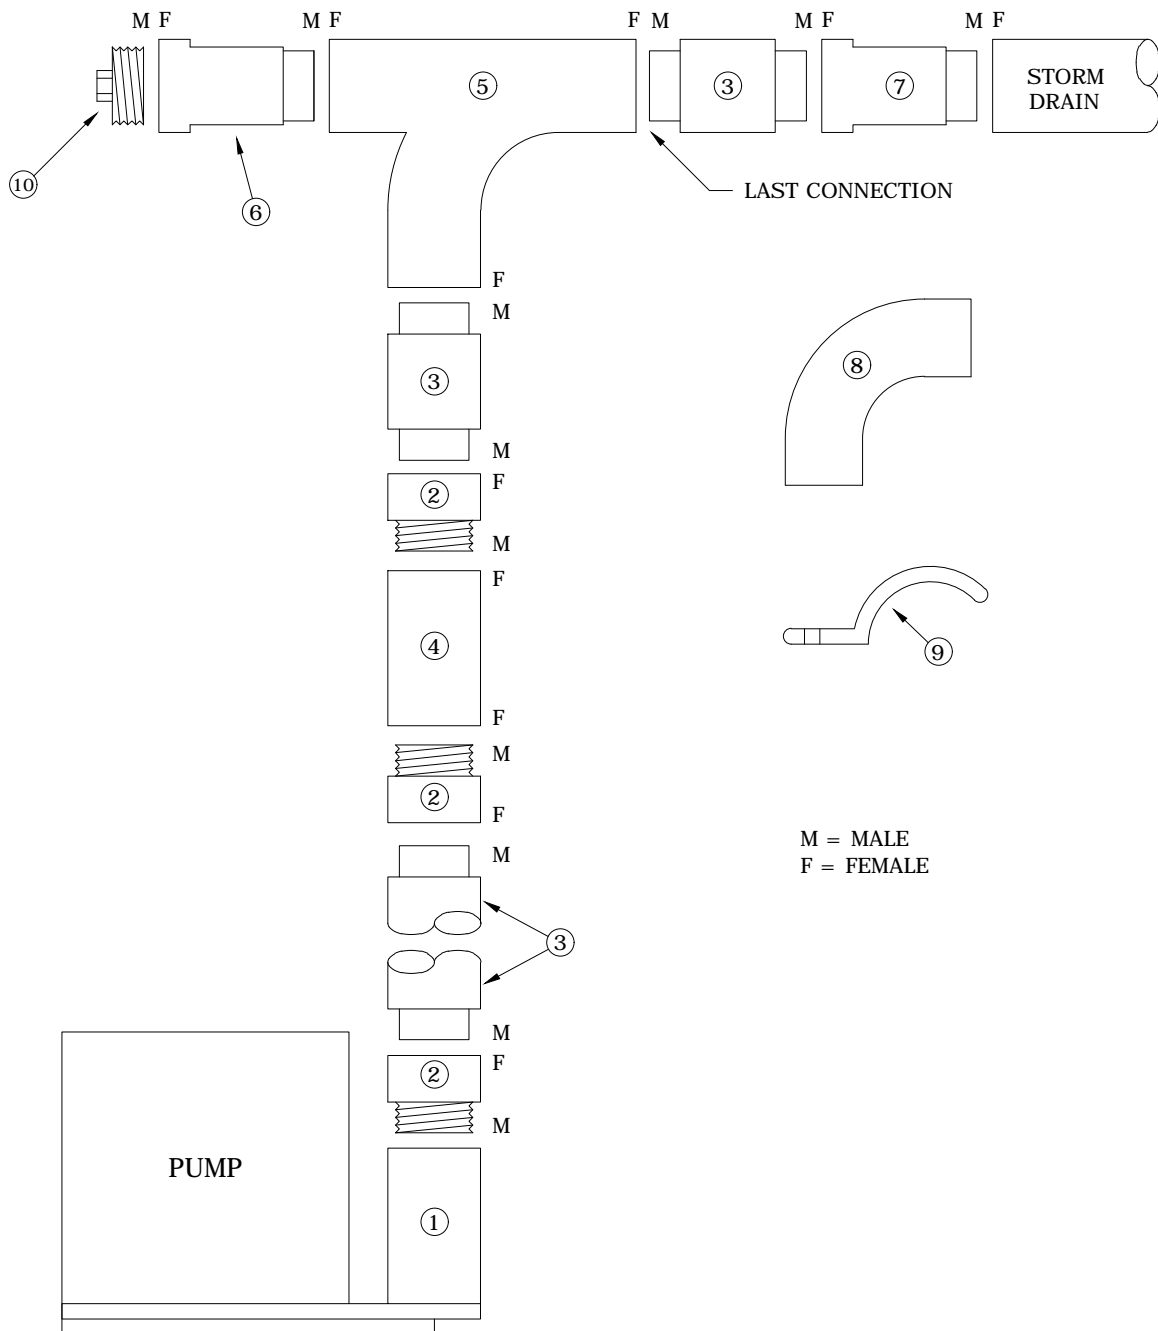 M F M F F M M F M F
5 3 7 STORM
DRAIN
10
6
LAST CONNECTION
F
M
8
3
M
F
2
M
F
4
9
F
M
2
F
M = MALE
M
F = FEMALE
3
M
F
2
M
PUMP
1